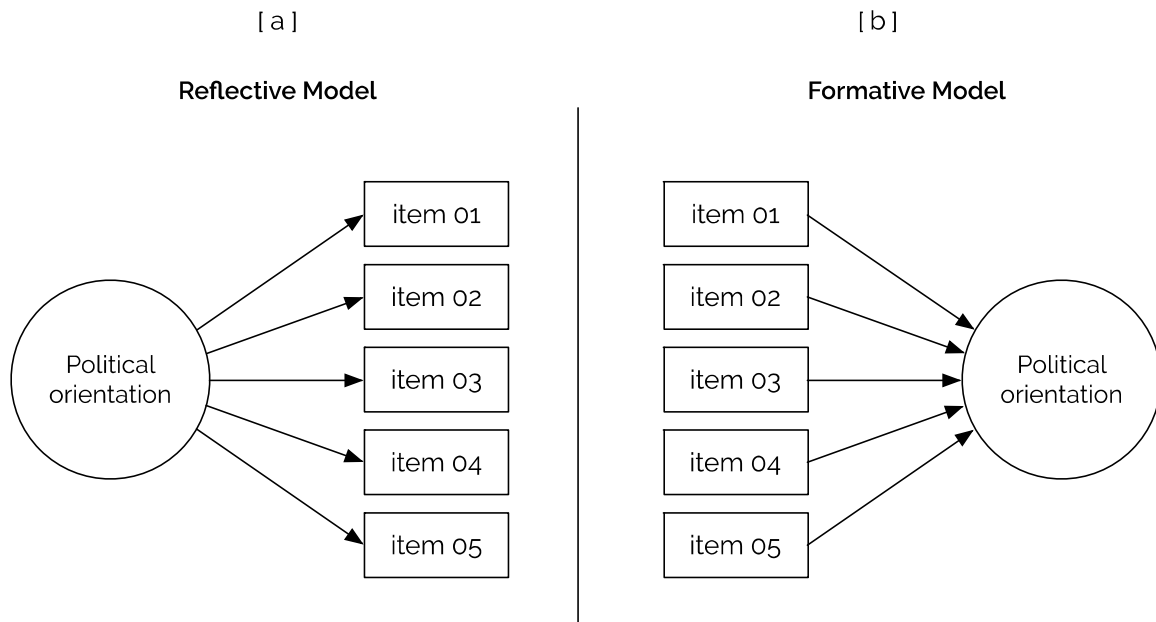 [ a ]
Reflective Model
item 01
item 02
item 03
item 04
item 05
Political
orientation
[ b ]
Formative Model
item 01
item 02
item 03
item 04
item 05
Political
orientation